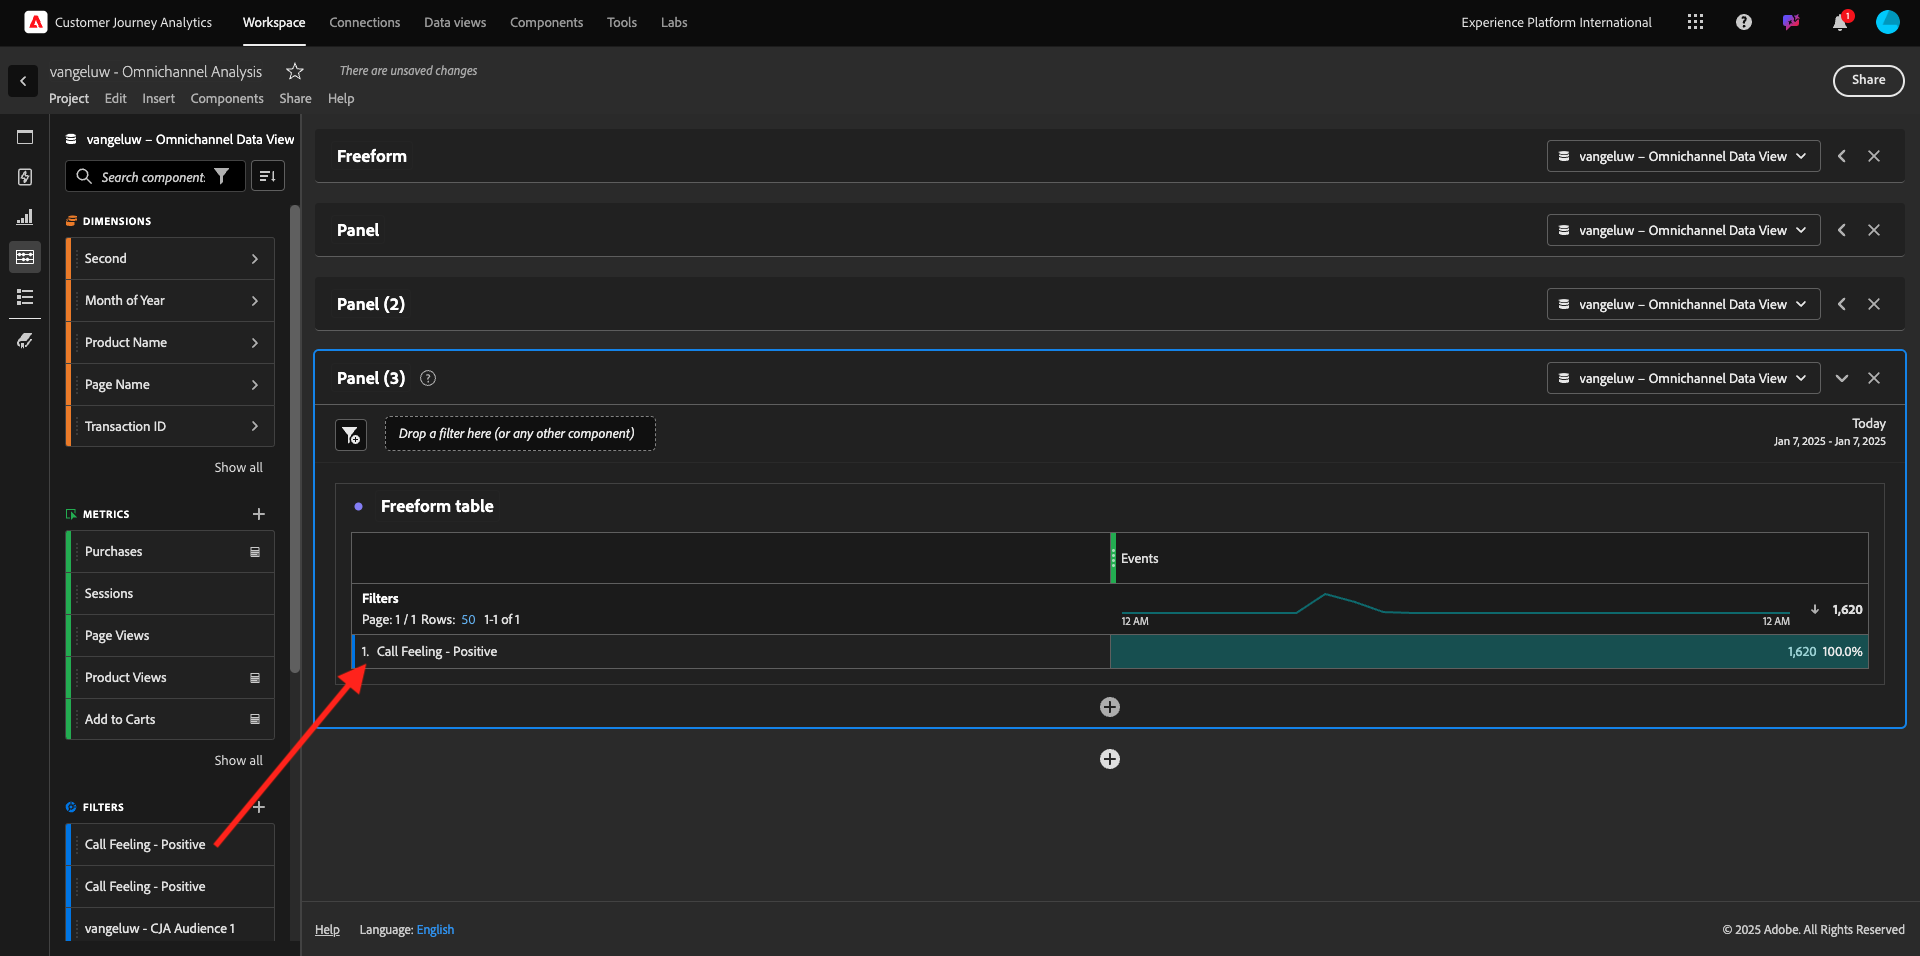 Customer Journey Analytics
Workspace
Connections
Data views
Components
Tools
Labs
Experience Platform International
1
vangeluw - Omnichannel Analysis
There are unsaved changes
Project
Edit
Insert
Components
Share
Help
Share
vangeluw – Omnichannel Data View
Search component
DIMENSIONS
Second
Month of Year
Product Name
Page Name
Transaction ID
Show all
METRICS
Purchases
Sessions
Page Views
Product Views
Add to Carts
Show all
FILTERS
Call Feeling - Positive
Call Feeling - Positive
vangeluw - CJA Audience 1
Freeform
vangeluw – Omnichannel Data View
Panel
vangeluw – Omnichannel Data View
Panel (2)
vangeluw – Omnichannel Data View
Panel (3)
vangeluw – Omnichannel Data View
Drop a filter here (or any other component)
Today
Jan 7, 2025 - Jan 7, 2025
Freeform table
Events
Filters
Page: 1 / 1 Rows: 50 1-1 of 1
12 AM
12 AM
1,620
1. Call Feeling - Positive
1,620 100.0%
Help
Language: English
© 2025 Adobe. All Rights Reserved